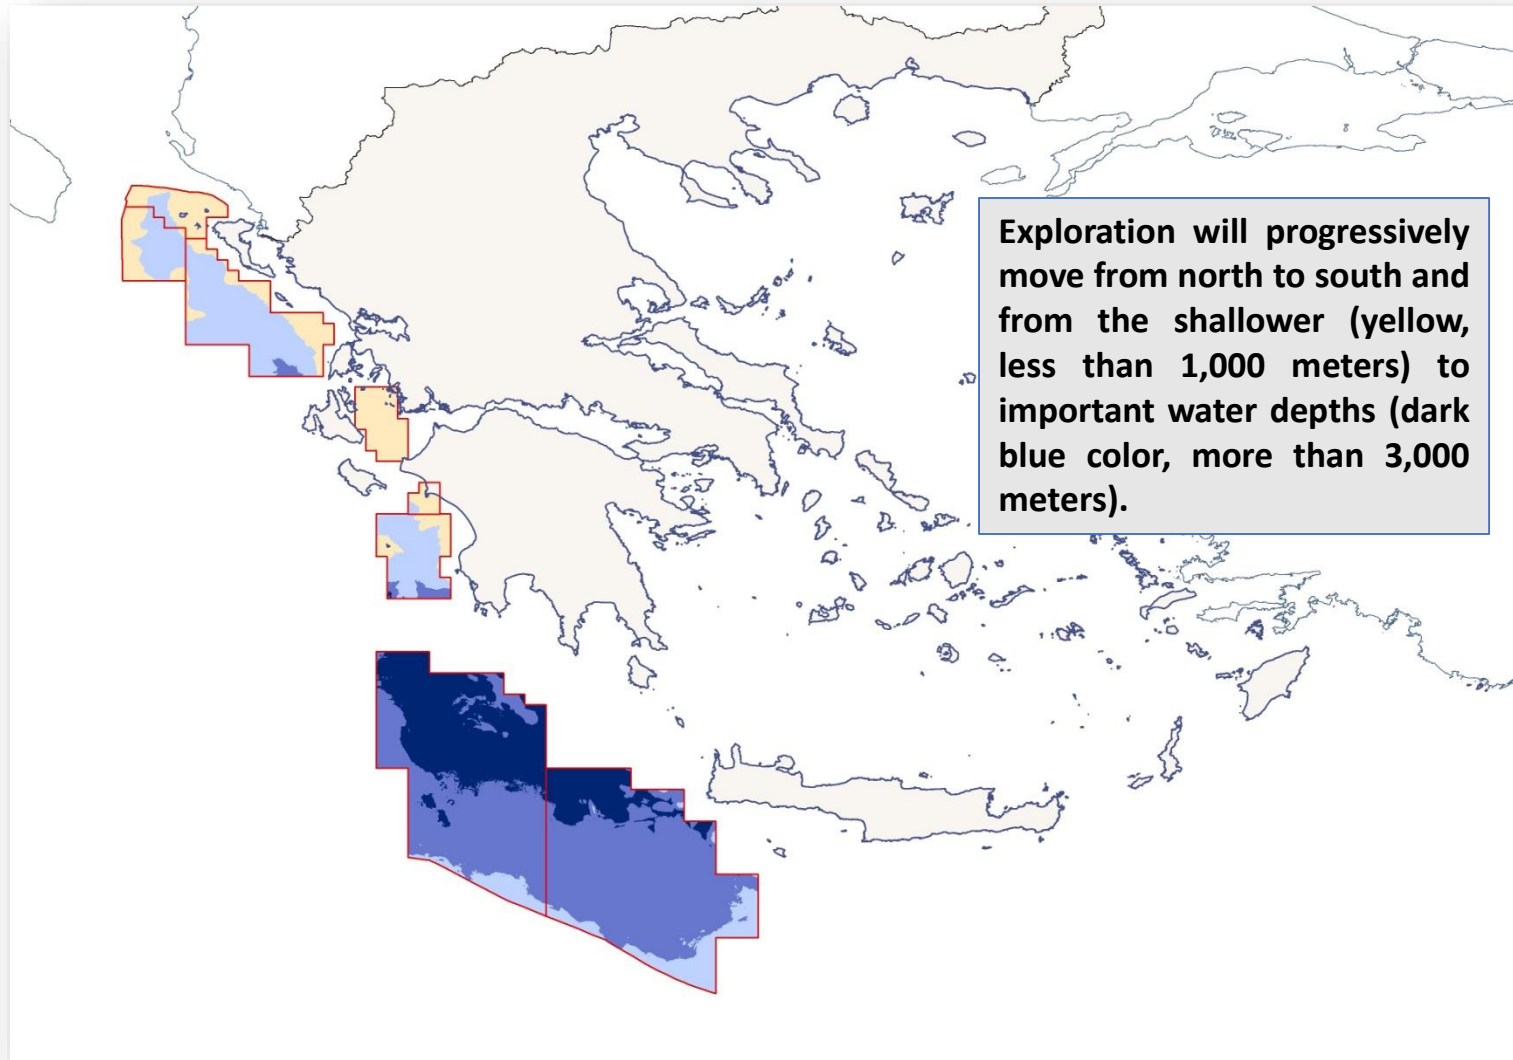 Exploration will progressively
move from north to south and
from the shallower (yellow,
less than 1,000 meters) to
important water depths (dark
blue color, more than 3,000
meters).